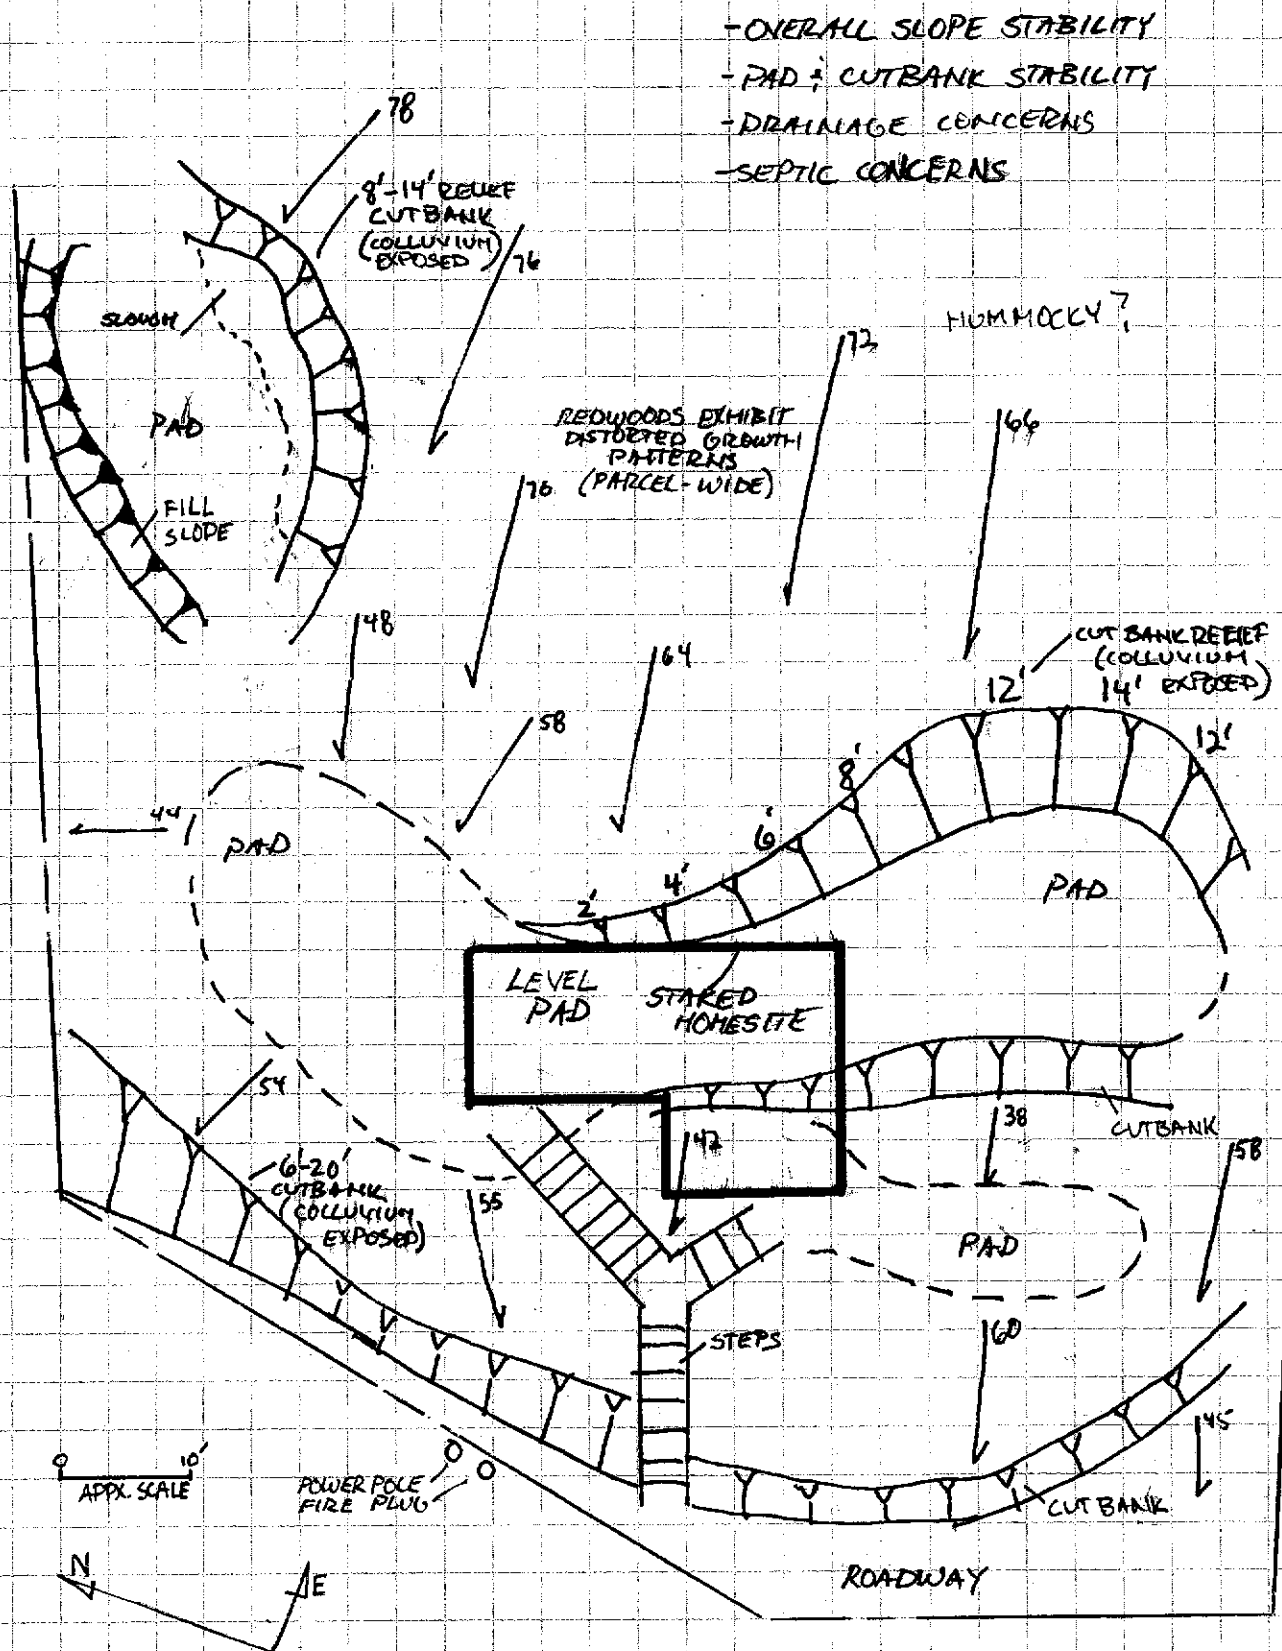 -OVERALL SLOPE STABILITY
-PAD & CUTBANK STABILITY
-DRAINAGE CONCERNS
-SEPTIC CONCERNS
78
8'-14' RELIEF
CUTBANK
(COLLUVIUM
EXPOSED)
76
SLOUGH
HUMMOCKY?
72
PAD
REDWOODS EXHIBIT
DISTORTED GROWTH
PATTERNS
(PARCEL-WIDE)
66
70
FILL
SLOPE
48
64
CUT BANK RELIEF
(COLLUVIUM
EXPOSED)
12'
14'
58
12'
8'
44
PAD
6'
4'
2'
PAD
LEVEL
PAD
STAKED
HOMESITE
54
38
CUTBANK
42
58
6'-20'
CUTBANK
(COLLUVIUM
EXPOSED)
55
PAD
STEPS
60
45
0
10'
APPX. SCALE
POWER POLE
FIRE PLUG
CUT BANK
N
E
ROADWAY